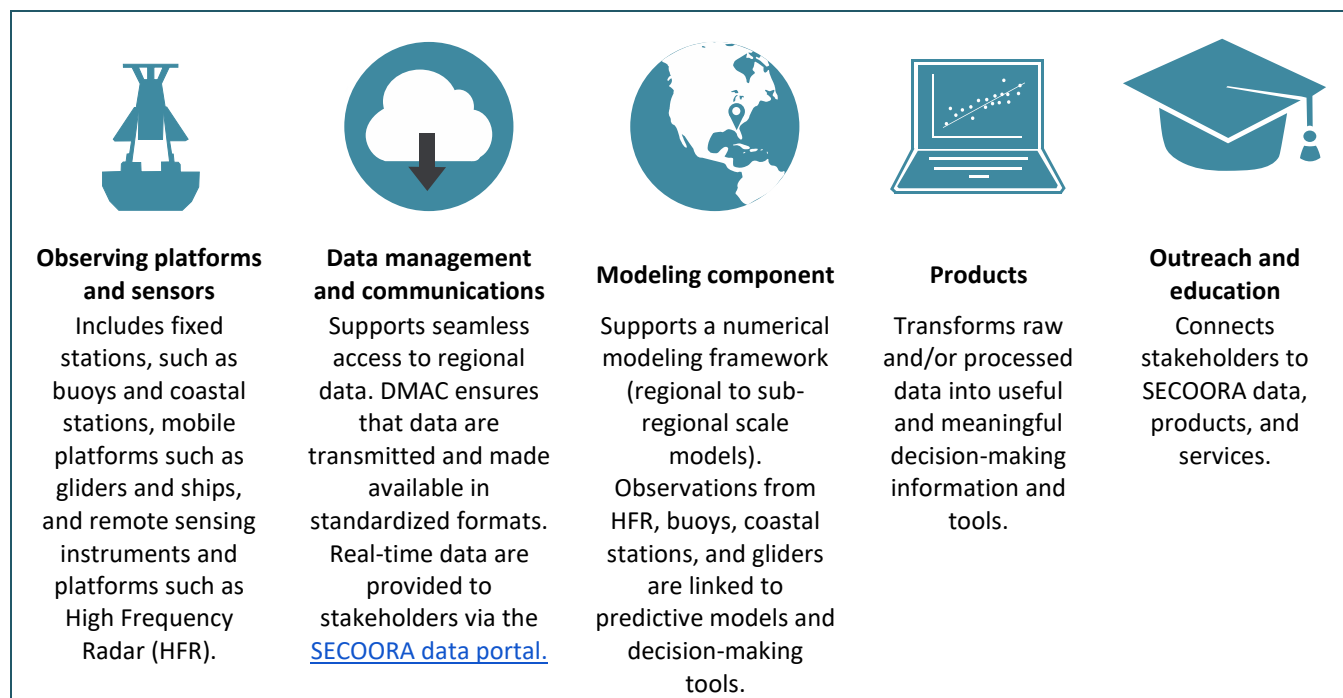 Observing platforms
and sensors
Includes fixed
stations, such as
buoys and coastal
stations, mobile
platforms such as
gliders and ships,
and remote sensing
instruments and
platforms such as
High Frequency
Radar (HFR).
Data management
and communications
Supports seamless
access to regional
data. DMAC ensures
that data are
transmitted and made
available in
standardized formats.
Real-time data are
provided to
stakeholders via the
SECOORA data portal.
Modeling component
Supports a numerical
modeling framework
(regional to sub-
regional scale
models).
Observations from
HFR, buoys, coastal
stations, and gliders
are linked to
predictive models and
decision-making
tools.
Products
Transforms raw
and/or processed
data into useful
and meaningful
decision-making
information and
tools.
Outreach and
education
Connects
stakeholders to
SECOORA data,
products, and
services.